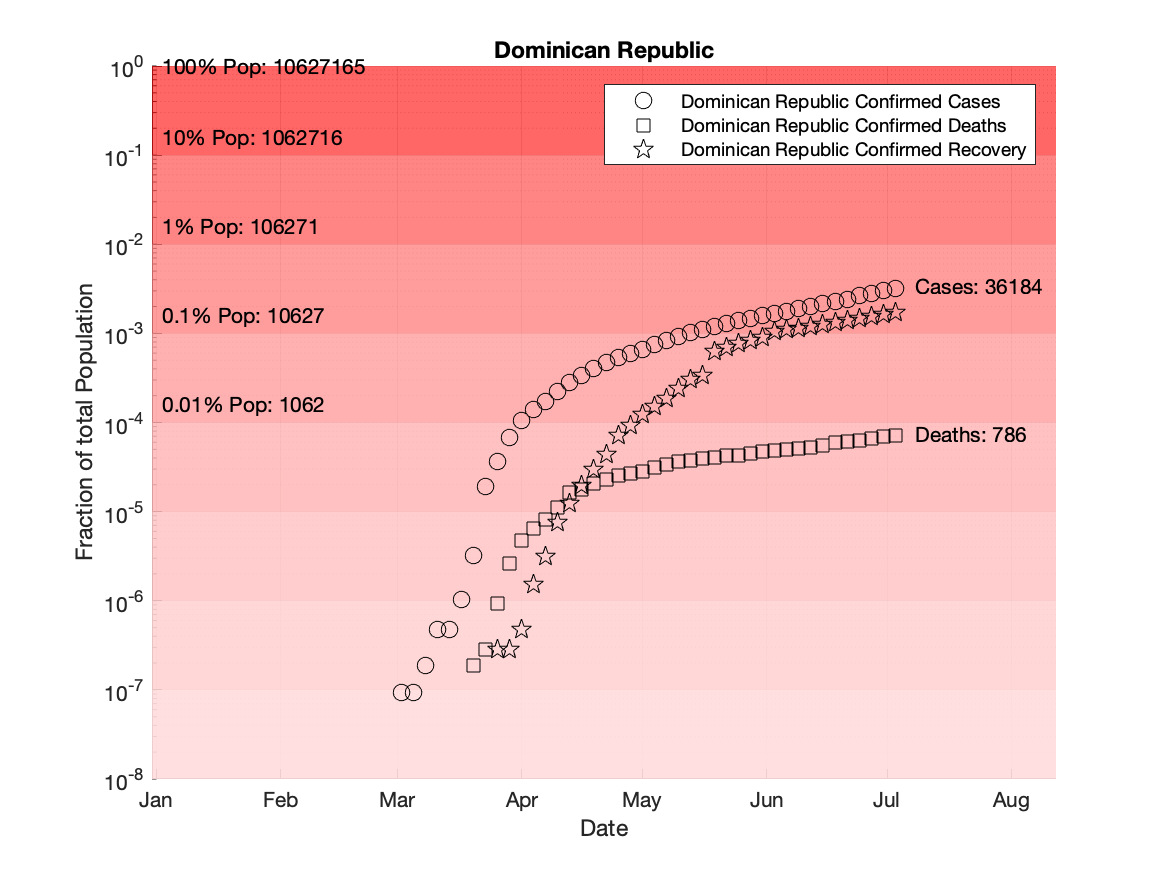 Dominican Republic
10^0
100% Pop: 10627165
Dominican Republic Confirmed Cases
Dominican Republic Confirmed Deaths
Dominican Republic Confirmed Recovery
10% Pop: 1062716
10^-1
1% Pop: 106271
10^-2
Cases: 36184
0.1% Pop: 10627
10^-3
0.01% Pop: 1062
10^-4
Deaths: 786
10^-5
10^-6
10^-7
10^-8
Fraction of total Population
Jan Feb Mar Apr May Jun Jul Aug
Date